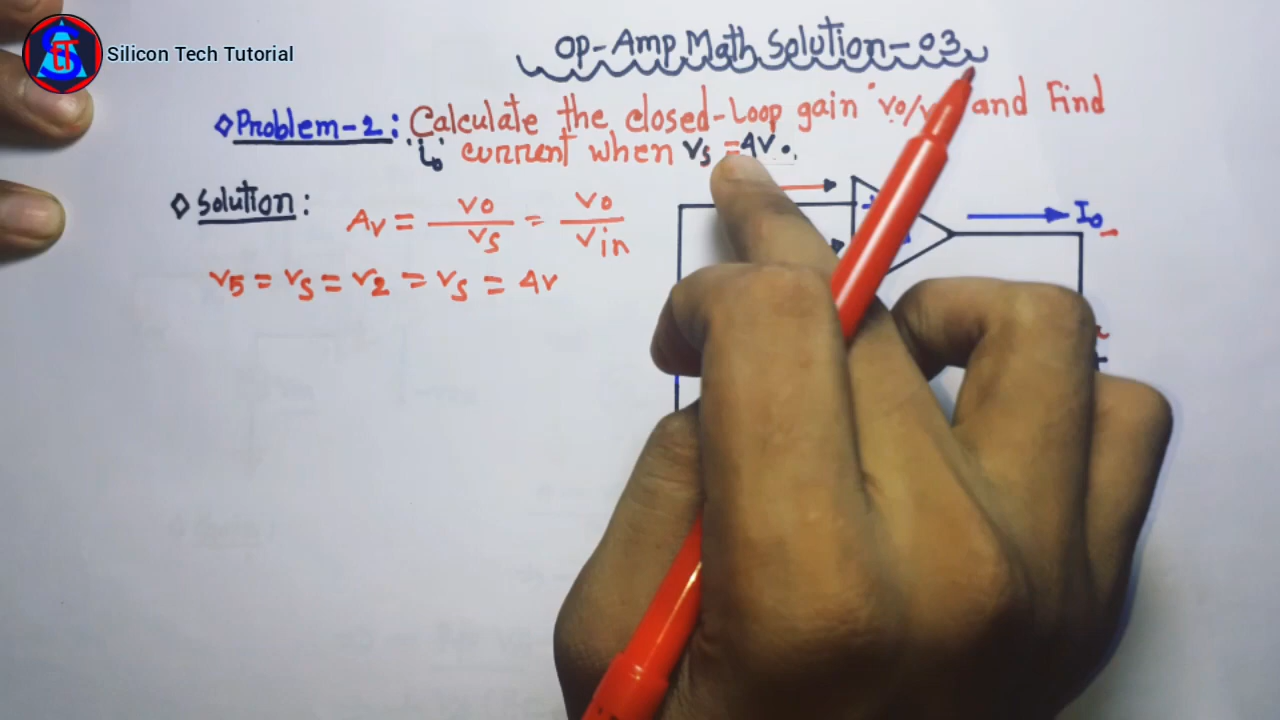 Silicon Tech Tutorial
OP-Amp Math Solution-03
Problem-2: Calculate the closed-Loop gain "vo/v and Find
"Io current when Vs = 4V.
Solution: Av = vo/vs = vo/vin
I₀
v5 = vs = v2 = vs = 4v